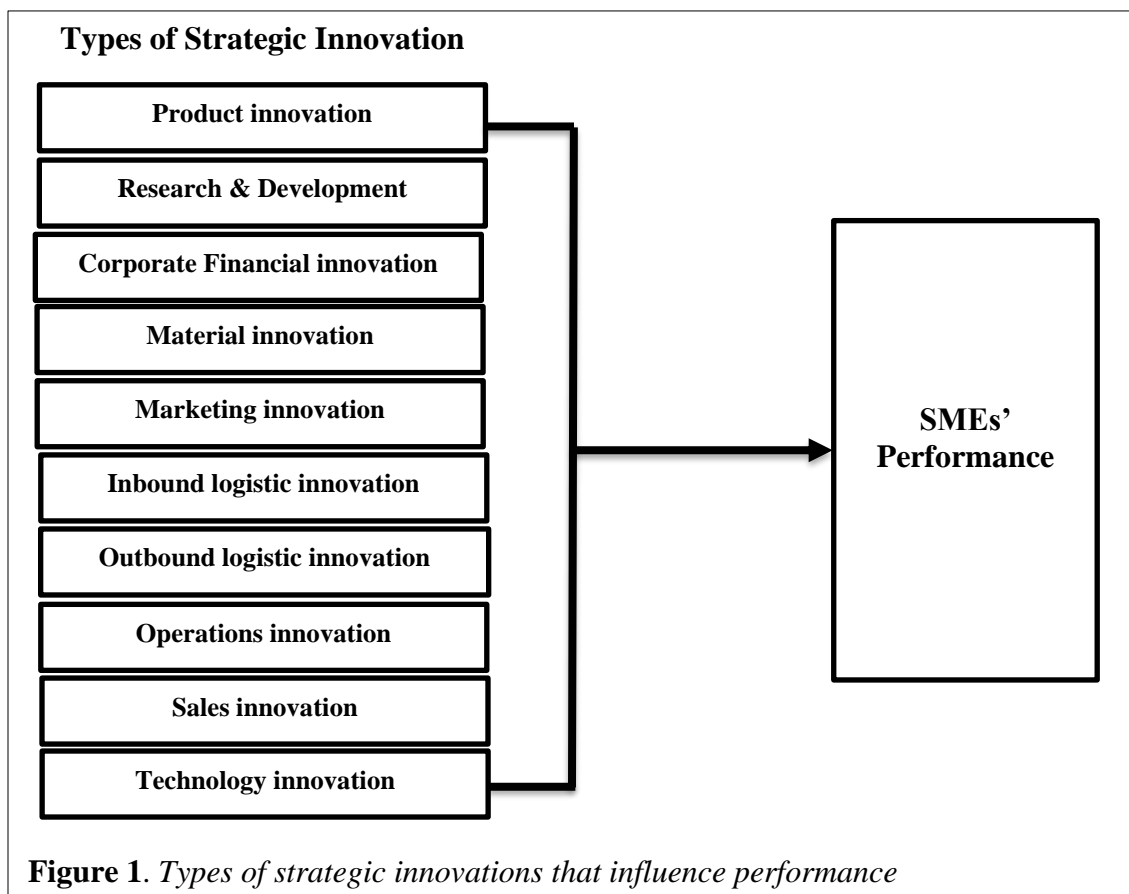 Types of Strategic Innovation
Product innovation
Research & Development
Corporate Financial innovation
Material innovation
Marketing innovation
Inbound logistic innovation
Outbound logistic innovation
Operations innovation
Sales innovation
Technology innovation
SMEs’
Performance
Figure 1. Types of strategic innovations that influence performance